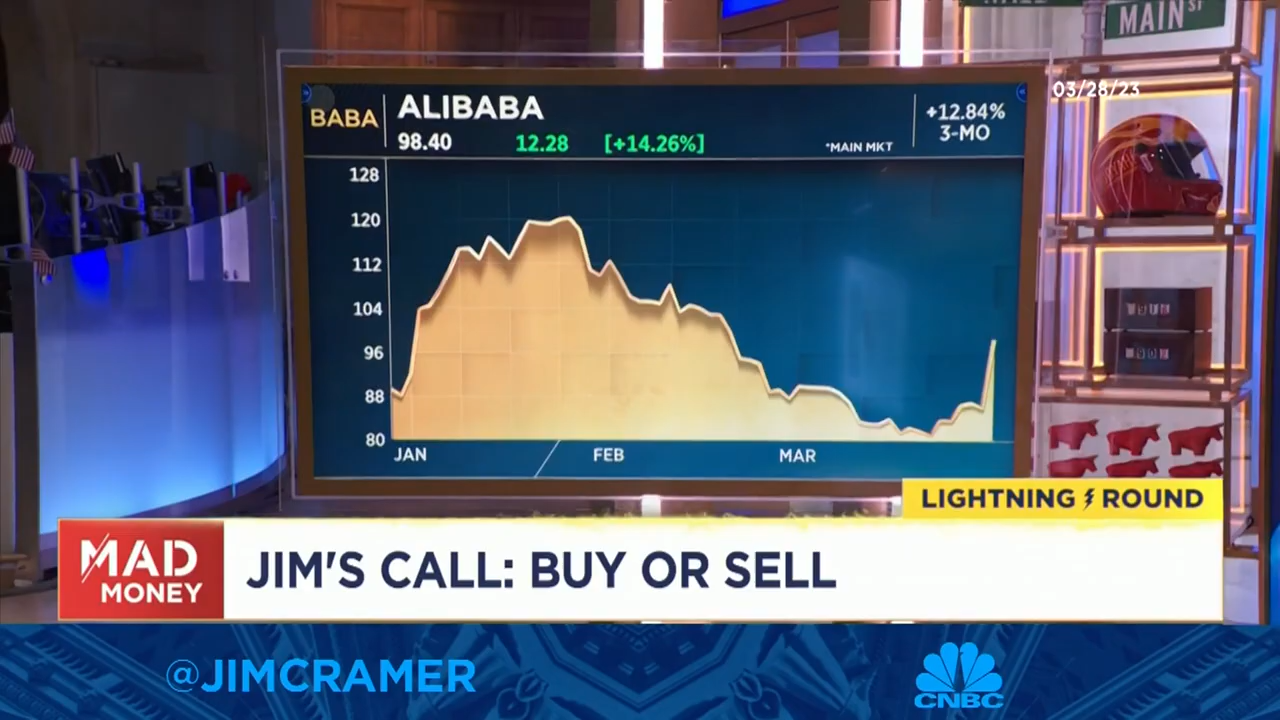 MAIN ST
03/28/23
BABA
ALIBABA
98.40 12.28 [+14.26%]
*MAIN MKT
+12.84%
3-MO
128
120
112
104
96
88
80
JAN FEB MAR
LIGHTNING ROUND
MAD
MONEY
JIM'S CALL: BUY OR SELL
@JIMCRAMER
CNBC